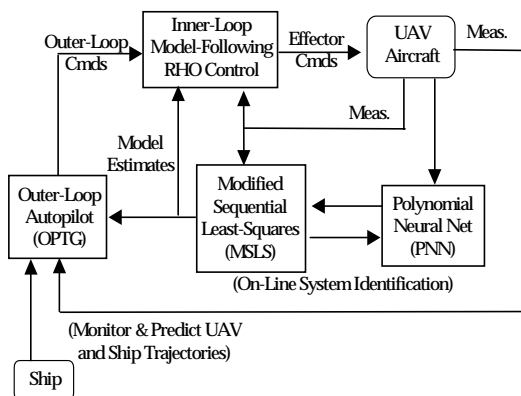 Outer-Loop
Cmds
Inner-Loop
Model-Following
RHO Control
Effector
Cmds
UAV
Aircraft
Meas.
Meas.
Model
Estimates
Outer-Loop
Autopilot
(OPTG)
Modified
Sequential
Least-Squares
(MSLS)
Polynomial
Neural Net
(PNN)
(On-Line System Identification)
(Monitor & Predict UAV
and Ship Trajectories)
Ship